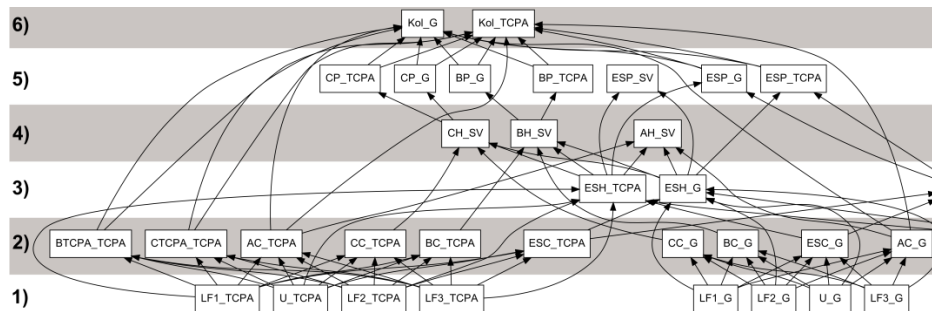 6) Kol_G Kol_TCPA
5) CP_TCPA CP_G BP_G BP_TCPA ESP_SV ESP_G ESP_TCPA
4) CH_SV BH_SV AH_SV
3) ESH_TCPA ESH_G
2) BTCPA_TCPA CTCPA_TCPA AC_TCPA CC_TCPA BC_TCPA ESC_TCPA CC_G BC_G ESC_G AC_G
1) LF1_TCPA U_TCPA LF2_TCPA LF3_TCPA LF1_G LF2_G U_G LF3_G